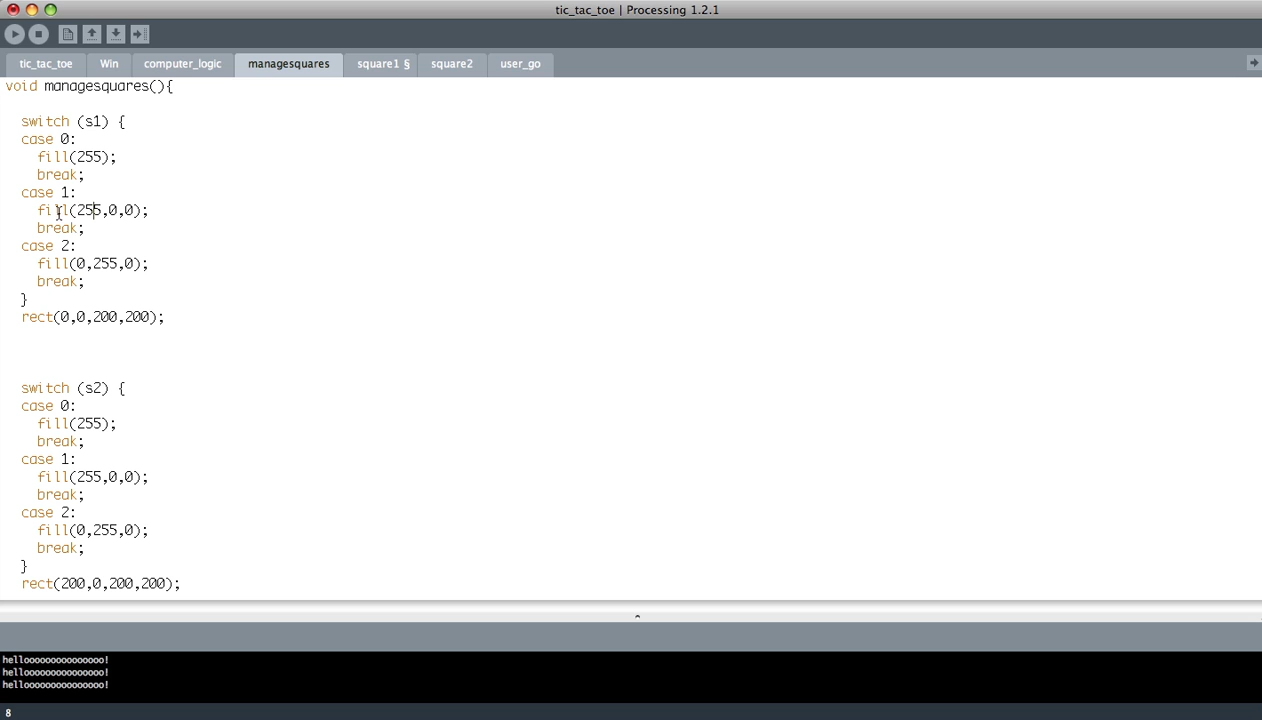 tic_tac_toe | Processing 1.2.1
tic_tac_toe Win computer_logic managesquares square1 § square2 user_go
void managesquares(){
switch (s1) {
case 0:
fill(255);
break;
case 1:
fill(255,0,0);
break;
case 2:
fill(0,255,0);
break;
}
rect(0,0,200,200);
switch (s2) {
case 0:
fill(255);
break;
case 1:
fill(255,0,0);
break;
case 2:
fill(0,255,0);
break;
}
rect(200,0,200,200);
hellooooooooooooooo!
hellooooooooooooooo!
hellooooooooooooooo!
8